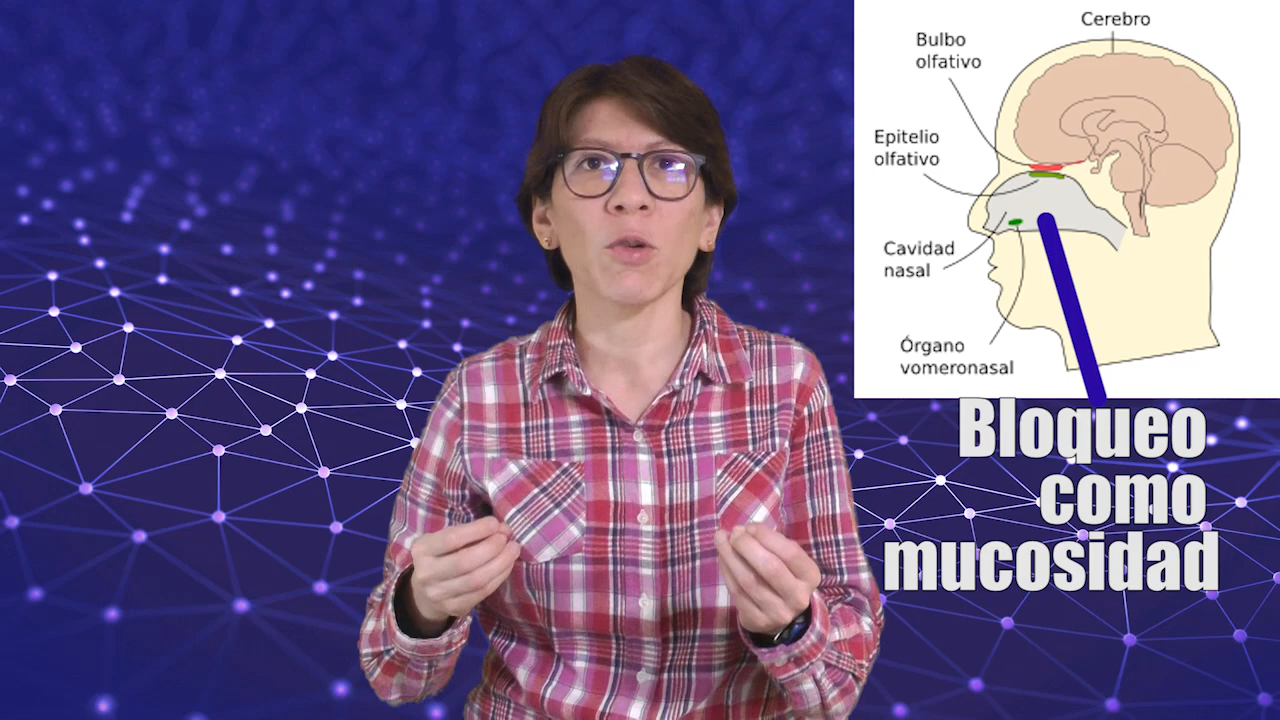 Cerebro
Bulbo
olfativo
Epitelio
olfativo
Cavidad
nasal
Órgano
vomeronasal
Bloqueo
como
mucosidad